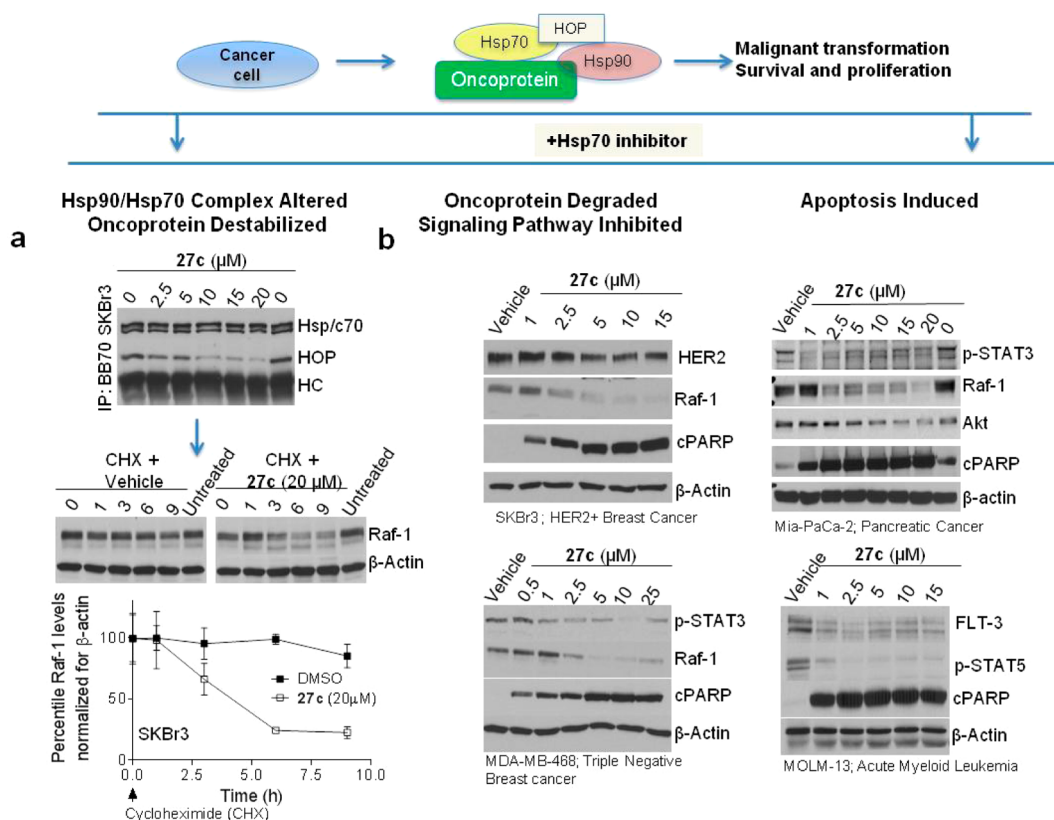 Cancer
cell
Hsp70
HOP
Hsp90
Oncoprotein
Malignant transformation
Survival and proliferation
+Hsp70 inhibitor
Hsp90/Hsp70 Complex Altered
Oncoprotein Destabilized
Oncoprotein Degraded
Signaling Pathway Inhibited
Apoptosis Induced
a
27c (µM)
0 2.5 5 10 15 20 0
IP: BB70 SKBr3
Hsp/c70
HOP
HC
CHX +
Vehicle
0 1 3 6 9 Untreated
CHX +
27c (20 µM)
0 1 3 6 9 Untreated
Raf-1
β-Actin
Percentile Raf-1 levels
normalized for β-actin
100
50
0
DMSO
27c (20µM)
SKBr3
0.0 2.5 5.0 7.5 10.0
Time (h)
Cycloheximide (CHX)
b
27c (µM)
Vehicle 1 2.5 5 10 15
HER2
Raf-1
cPARP
β-Actin
SKBr3; HER2+ Breast Cancer
27c (µM)
Vehicle 1 2.5 5 10 15 20 0
p-STAT3
Raf-1
Akt
cPARP
β-actin
Mia-PaCa-2; Pancreatic Cancer
27c (µM)
Vehicle 0.5 1 2.5 5 10 25
p-STAT3
Raf-1
cPARP
β-Actin
MDA-MB-468; Triple Negative
Breast cancer
27c (µM)
Vehicle 1 2.5 5 10 15
FLT-3
p-STAT5
cPARP
β-Actin
MOLM-13; Acute Myeloid Leukemia